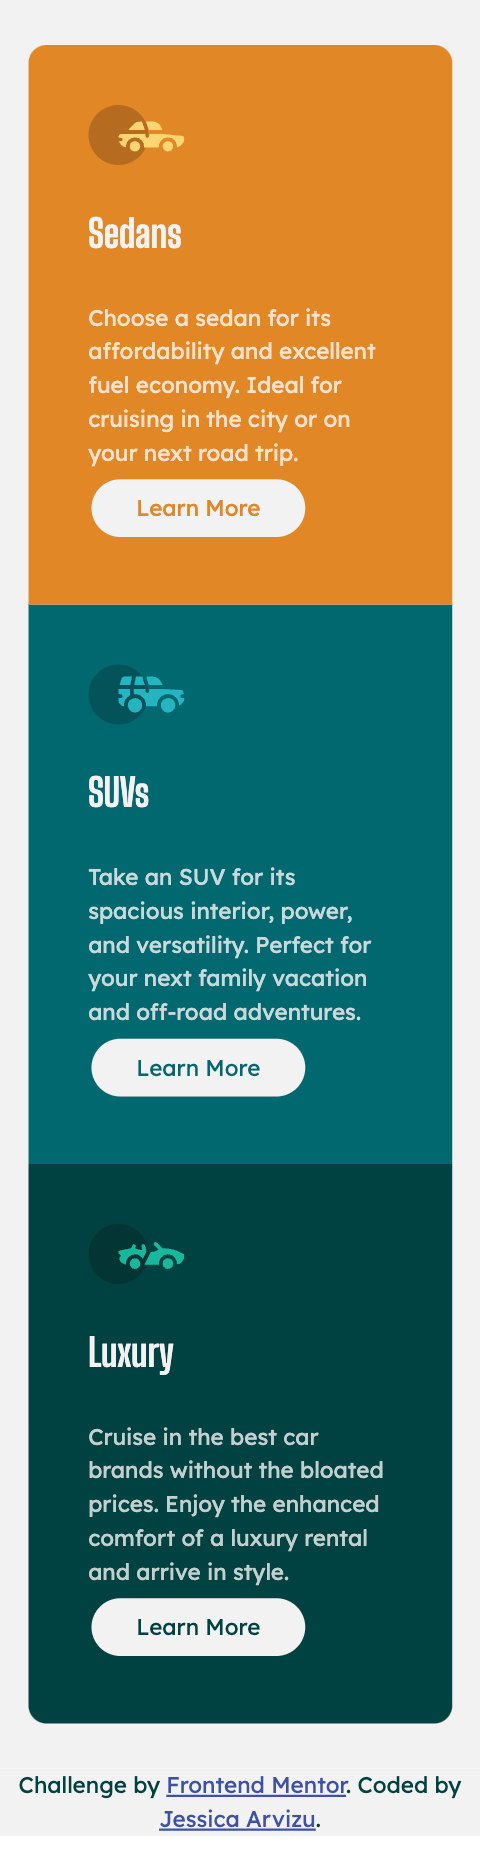 Sedans
Choose a sedan for its
affordability and excellent
fuel economy. Ideal for
cruising in the city or on
your next road trip.
Learn More
SUVs
Take an SUV for its
spacious interior, power,
and versatility. Perfect for
your next family vacation
and off-road adventures.
Learn More
Luxury
Cruise in the best car
brands without the bloated
prices. Enjoy the enhanced
comfort of a luxury rental
and arrive in style.
Learn More
Challenge by Frontend Mentor. Coded by
Jessica Arvizu.